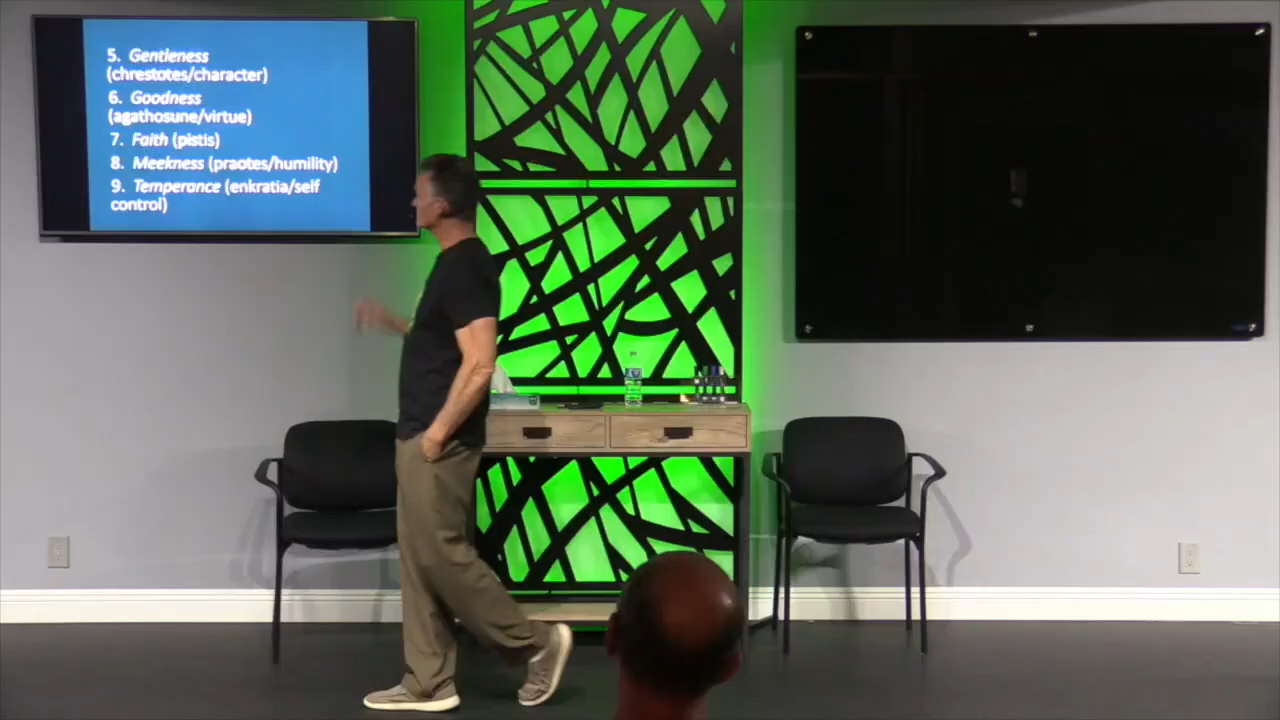 5. Gentleness
(chrestotes/character)
6. Goodness
(agathosune/virtue)
7. Faith (pistis)
8. Meekness (praotes/humility)
9. Temperance (enkratia/self
control)